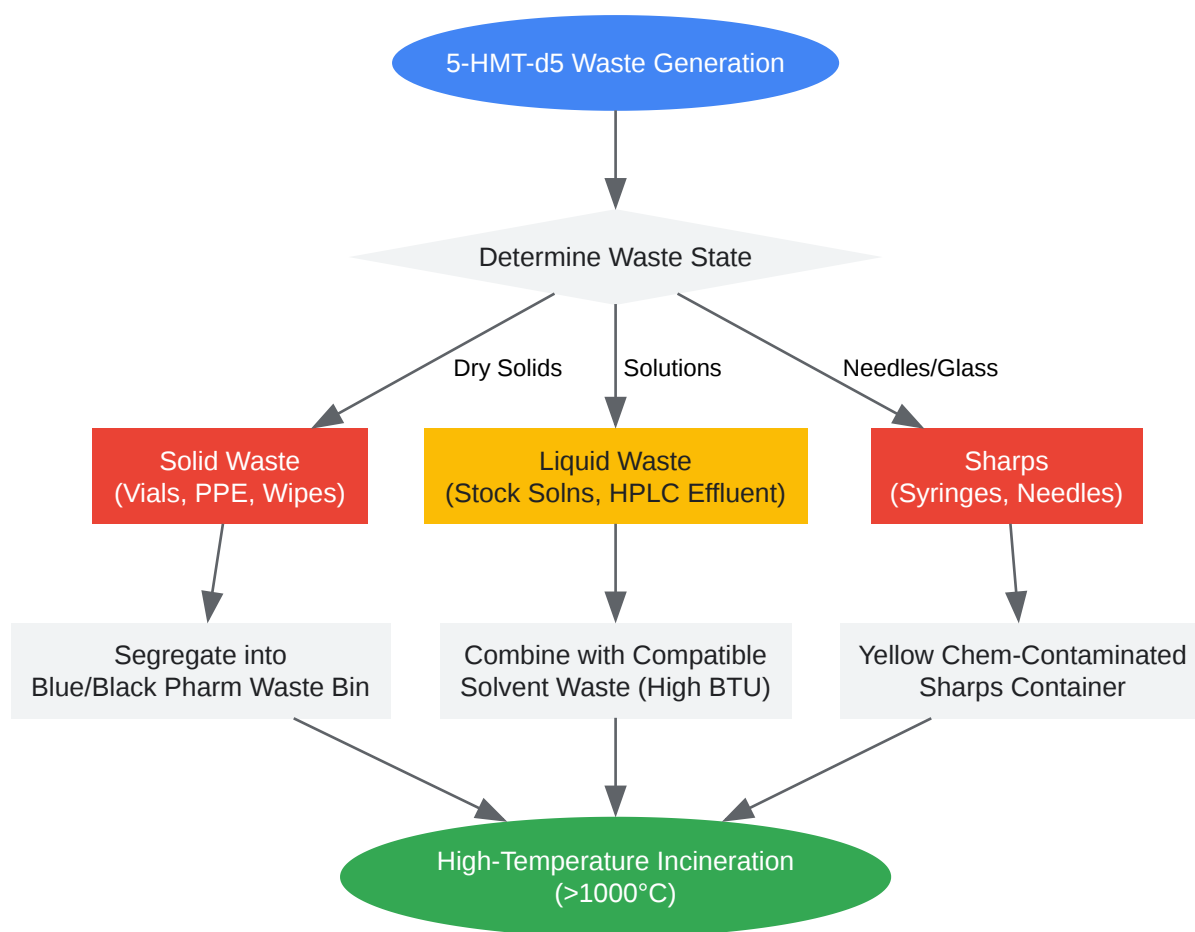 5-HMT-d5 Waste Generation
Determine Waste State
Dry Solids
Solutions
Needles/Glass
Solid Waste
(Vials, PPE, Wipes)
Liquid Waste
(Stock Solns, HPLC Effluent)
Sharps
(Syringes, Needles)
Segregate into
Blue/Black Pharm Waste Bin
Combine with Compatible
Solvent Waste (High BTU)
Yellow Chem-Contaminated
Sharps Container
High-Temperature Incineration
(>1000°C)